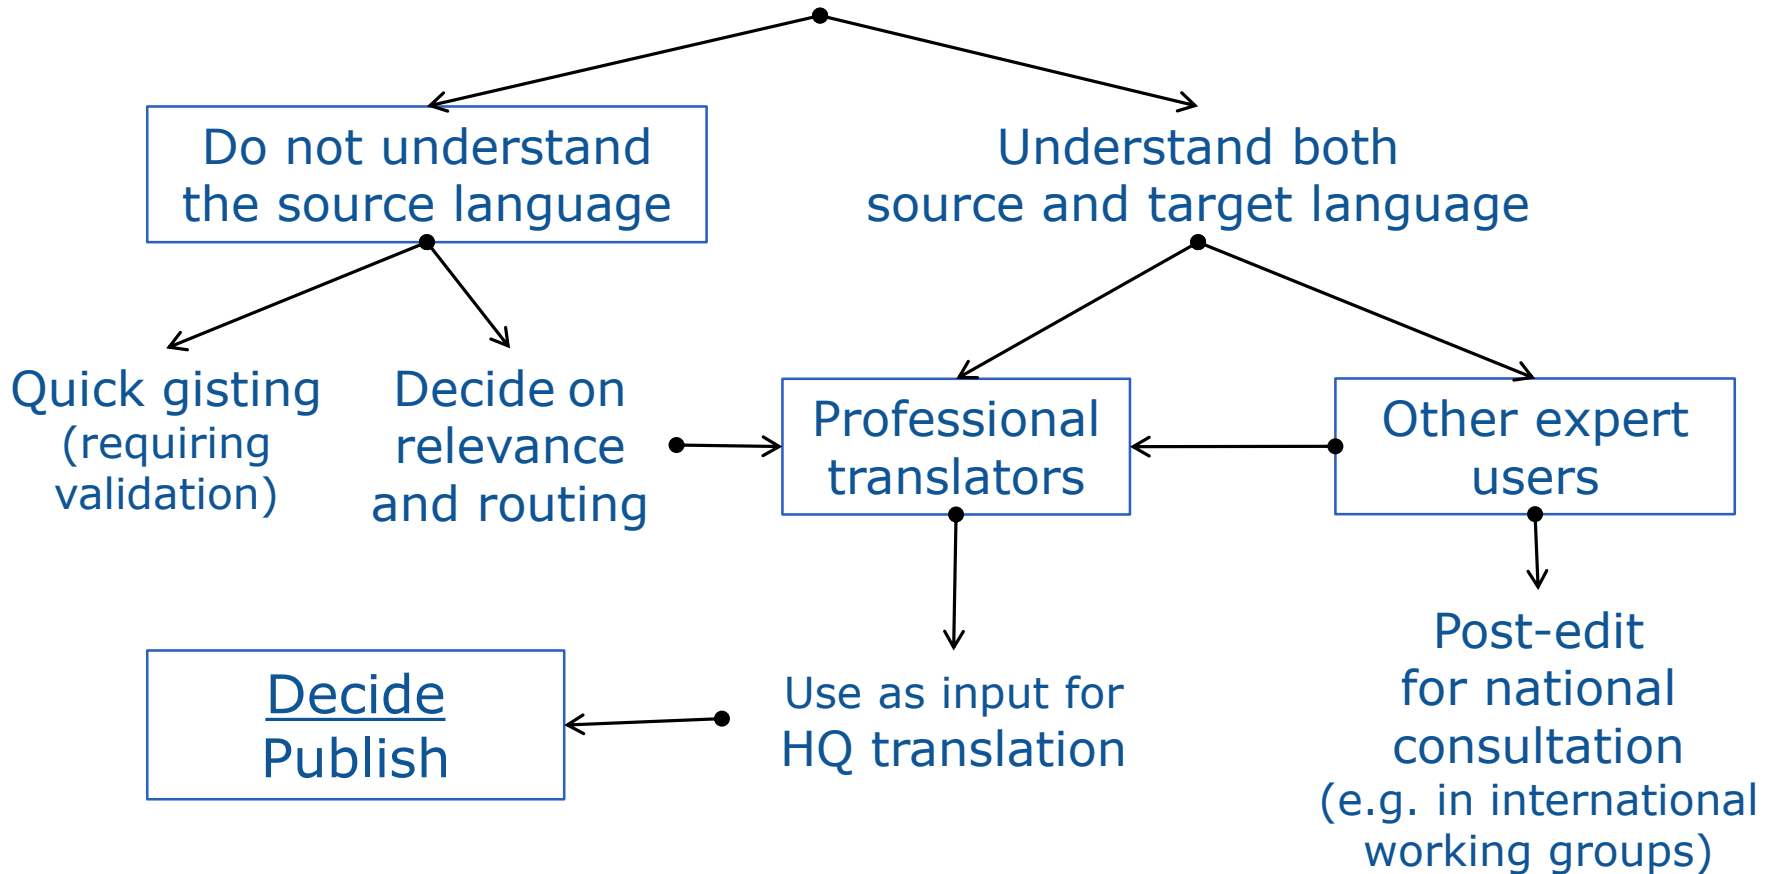 Do not understand
the source language
Understand both
source and target language
Quick gisting
(requiring
validation)
Decide on
relevance
and routing
Professional
translators
Other expert
users
Decide
Publish
Use as input for
HQ translation
Post-edit
for national
consultation
(e.g. in international
working groups)